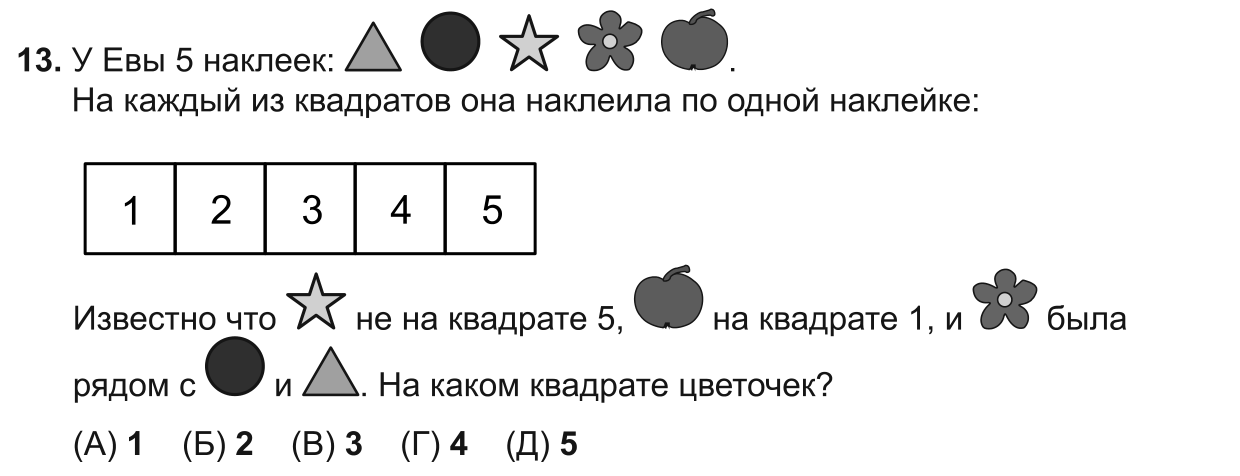 13. У Евы 5 наклеек: .
На каждый из квадратов она наклеила по одной наклейке:
1 2 3 4 5
Известно что не на квадрате 5, на квадрате 1, и была
рядом с и . На каком квадрате цветочек?
(А) 1 (Б) 2 (В) 3 (Г) 4 (Д) 5